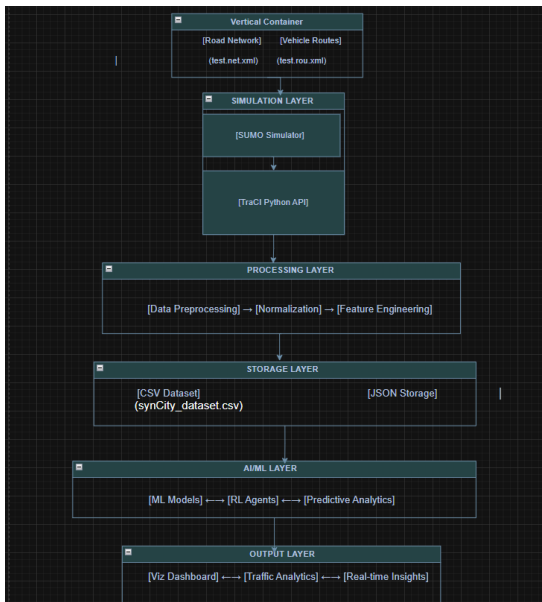 Vertical Container
[Road Network] [Vehicle Routes]
(test.net.xml) (test.rou.xml)
SIMULATION LAYER
[SUMO Simulator]
[TraCI Python API]
PROCESSING LAYER
[Data Preprocessing] → [Normalization] → [Feature Engineering]
STORAGE LAYER
[CSV Dataset] [JSON Storage]
(synCity_dataset.csv)
AI/ML LAYER
[ML Models] ←→ [RL Agents] ←→ [Predictive Analytics]
OUTPUT LAYER
[Viz Dashboard] ←→ [Traffic Analytics] ←→ [Real-time Insights]